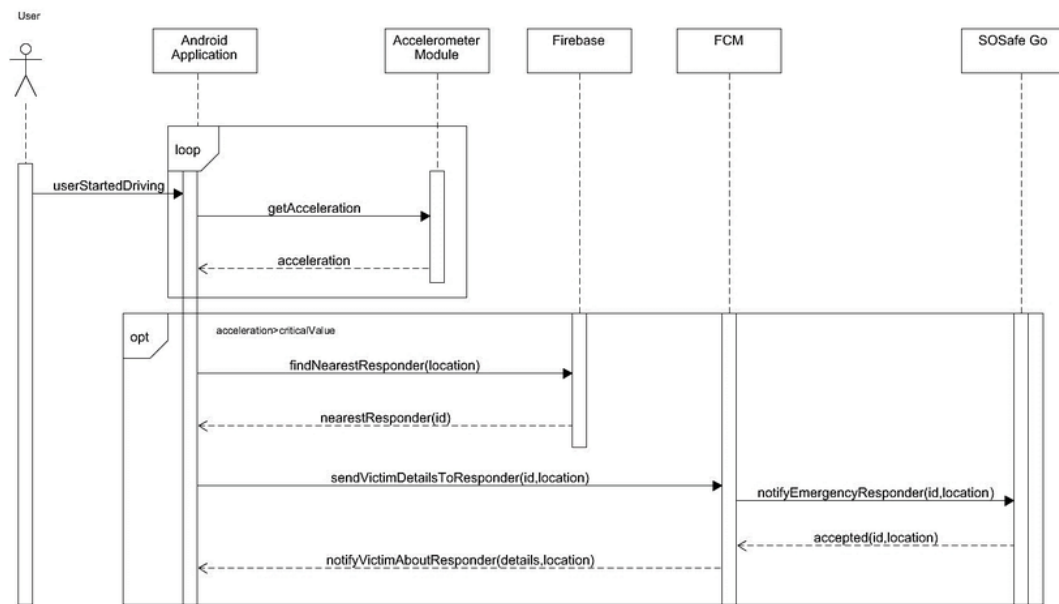 User
Android
Application
Accelerometer
Module
Firebase
FCM
SOSafe Go
loop
userStartedDriving
getAcceleration
acceleration
opt
acceleration>criticalValue
findNearestResponder(location)
nearestResponder(id)
sendVictimDetailsToResponder(id,location)
notifyEmergencyResponder(id,location)
accepted(id,location)
notifyVictimAboutResponder(details,location)